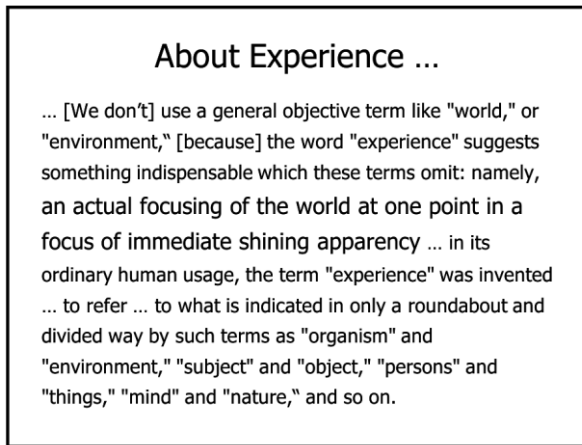 About Experience ...
... [We don’t] use a general objective term like "world," or
"environment,“ [because] the word "experience" suggests
something indispensable which these terms omit: namely,
an actual focusing of the world at one point in a
focus of immediate shining apparency ... in its
ordinary human usage, the term "experience" was invented
... to refer ... to what is indicated in only a roundabout and
divided way by such terms as "organism" and
"environment," "subject" and "object," "persons" and
"things," "mind" and "nature,“ and so on.